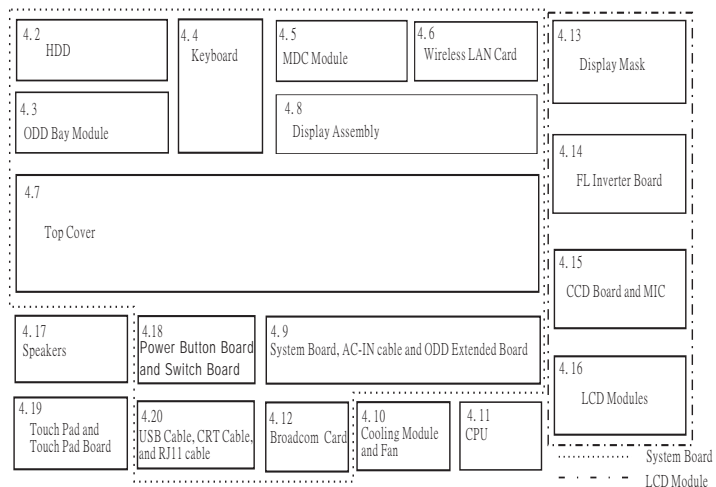 4.2
HDD
4.4
Keyboard
4.5
MDC Module
4.6
Wireless LAN Card
4.13
Display Mask
4.3
ODD Bay Module
4.8
Display Assembly
4.14
FL Inverter Board
4.7
Top Cover
4.15
CCD Board and MIC
4.17
Speakers
4.18
Power Button Board
and Switch Board
4.9
System Board, AC-IN cable and ODD Extended Board
4.16
LCD Modules
4.19
Touch Pad and
Touch Pad Board
4.20
USB Cable, CRT Cable,
and RJ11 cable
4.12
Broadcom Card
4.10
Cooling Module
and Fan
4.11
CPU
System Board
LCD Module